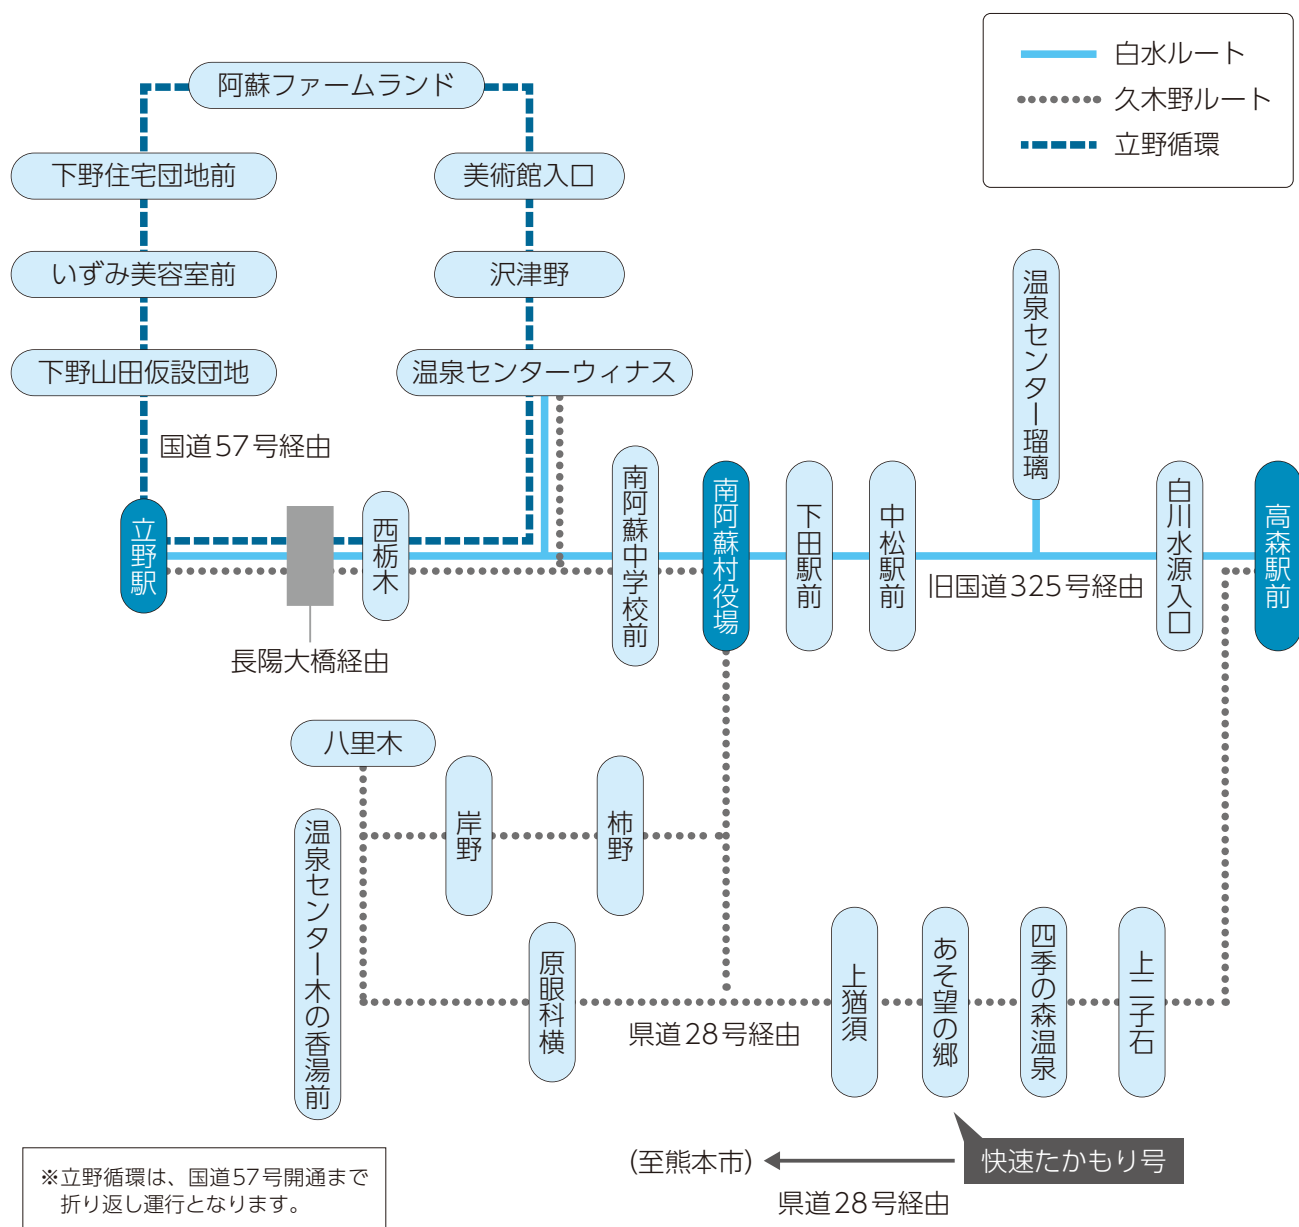 白水ルート
久木野ルート
立野循環
阿蘇ファームランド
下野住宅団地前
美術館入口
いずみ美容室前
沢津野
温泉センター瑠璃
下野山田仮設団地
温泉センターウィナス
国道57号経由
立野駅
西栃木
南阿蘇中学校前
南阿蘇村役場
下田駅前
中松駅前
白川水源入口
高森駅前
旧国道325号経由
長陽大橋経由
八里木
岸野
柿野
温泉センター木の香湯前
原眼科横
上猶須
あそ望の郷
四季の森温泉
上二子石
県道28号経由
(至熊本市)
快速たかもり号
県道28号経由
※立野循環は、国道57号開通まで
折り返し運行となります。